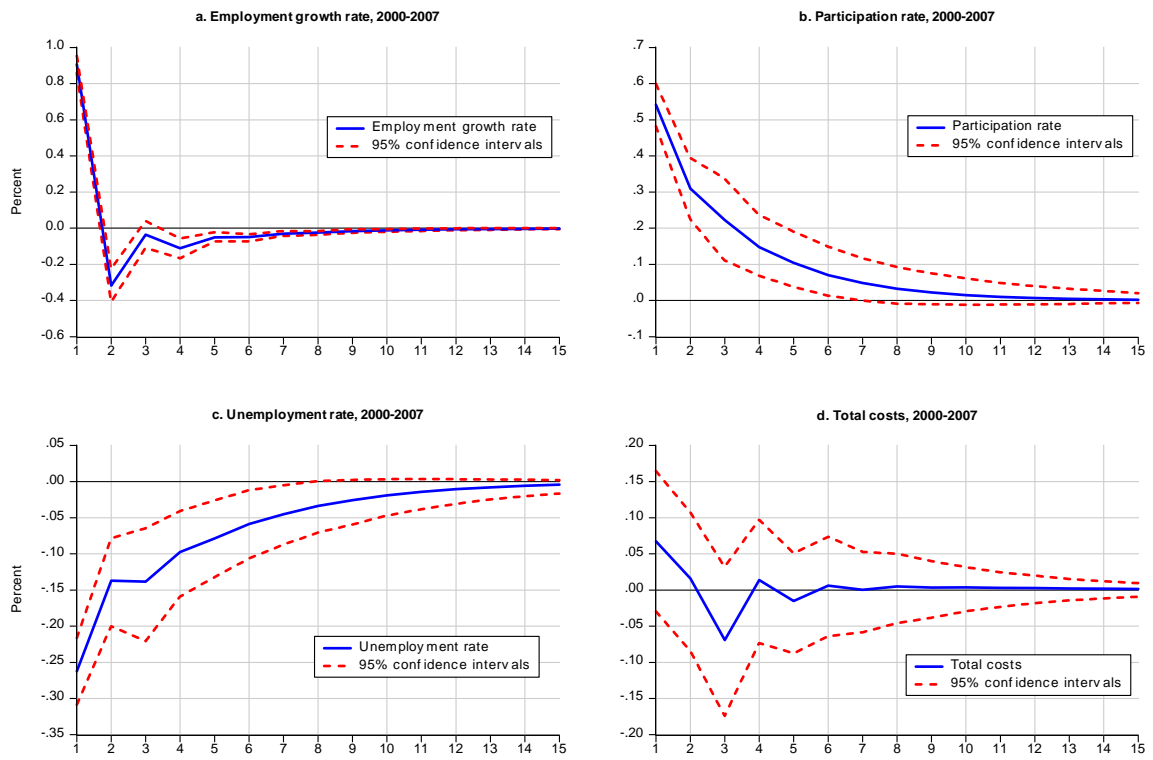 a. Employment growth rate, 2000-2007
1.0
0.8
0.6
0.4
0.2
0.0
-0.2
-0.4
-0.6
Percent
Employment growth rate
95% confidence intervals
1 2 3 4 5 6 7 8 9 10 11 12 13 14 15
b. Participation rate, 2000-2007
.7
.6
.5
.4
.3
.2
.1
.0
-.1
Participation rate
95% confidence intervals
1 2 3 4 5 6 7 8 9 10 11 12 13 14 15
c. Unemployment rate, 2000-2007
.05
.00
-.05
-.10
-.15
-.20
-.25
-.30
-.35
Percent
Unemployment rate
95% confidence intervals
1 2 3 4 5 6 7 8 9 10 11 12 13 14 15
d. Total costs, 2000-2007
.20
.15
.10
.05
.00
-.05
-.10
-.15
-.20
Total costs
95% confidence intervals
1 2 3 4 5 6 7 8 9 10 11 12 13 14 15